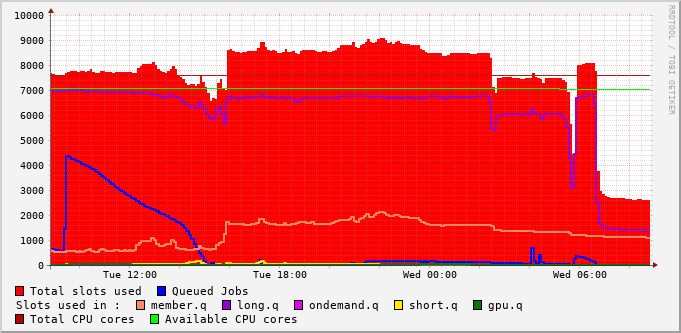 10000
9000
8000
7000
6000
5000
4000
3000
2000
1000
0
Tue 12:00 Tue 18:00 Wed 00:00 Wed 06:00
RRDTOOL / TOBI OETIKER
Total slots used Queued Jobs
Slots used in : member.q long.q ondemand.q short.q gpu.q
Total CPU cores Available CPU cores